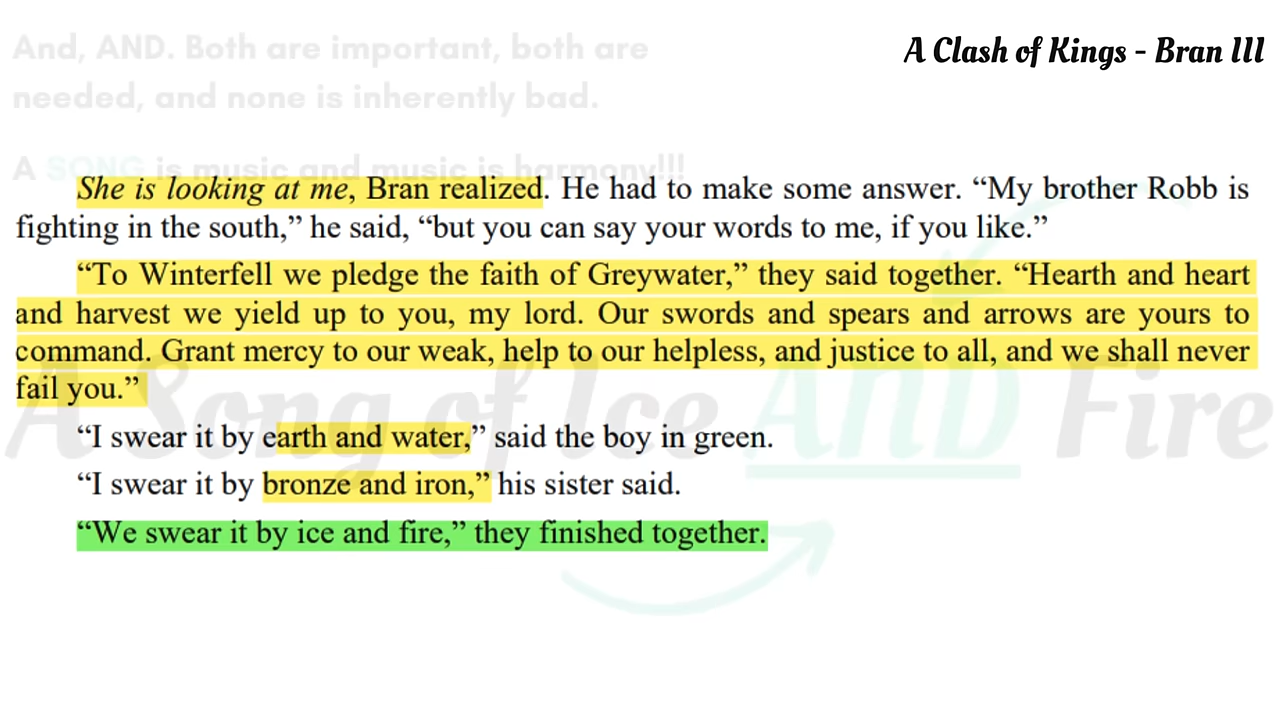 And, AND. Both are important, both are
needed, and none is inherently bad.
A Clash of Kings - Bran III
A SONG is music and music is harmony!!!
She is looking at me, Bran realized. He had to make some answer. “My brother Robb is
fighting in the south,” he said, “but you can say your words to me, if you like.”
“To Winterfell we pledge the faith of Greywater,” they said together. “Hearth and heart
and harvest we yield up to you, my lord. Our swords and spears and arrows are yours to
command. Grant mercy to our weak, help to our helpless, and justice to all, and we shall never
fail you.”
A Song of Ice AND Fire
“I swear it by earth and water,” said the boy in green.
“I swear it by bronze and iron,” his sister said.
“We swear it by ice and fire,” they finished together.